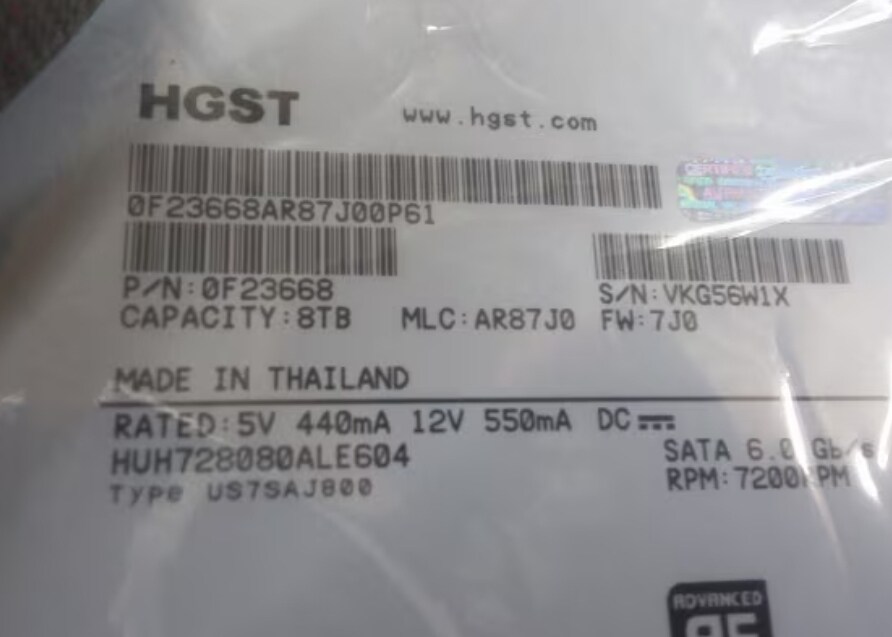 HGST www.hgst.com
0F23668AR87J00P61
P/N:0F23668 S/N:VKG56W1X
CAPACITY:8TB MLC:AR87J0 FW:7J0
MADE IN THAILAND
RATED:5V 440mA 12V 550mA DC
HUH728080ALE604 SATA 6.0 Gb/s
Type US7SAJ800 RPM:7200RPM
ADVANCED